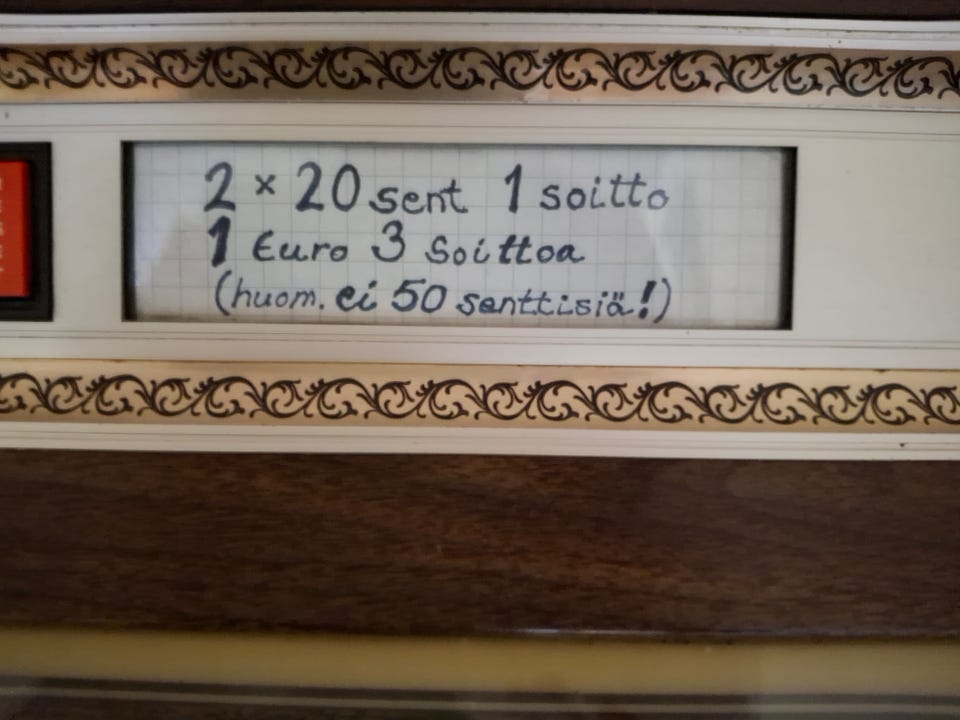 2 × 20 sent 1 soitto
1 Euro 3 Soittoa
(huom. ei 50 senttisiä!)